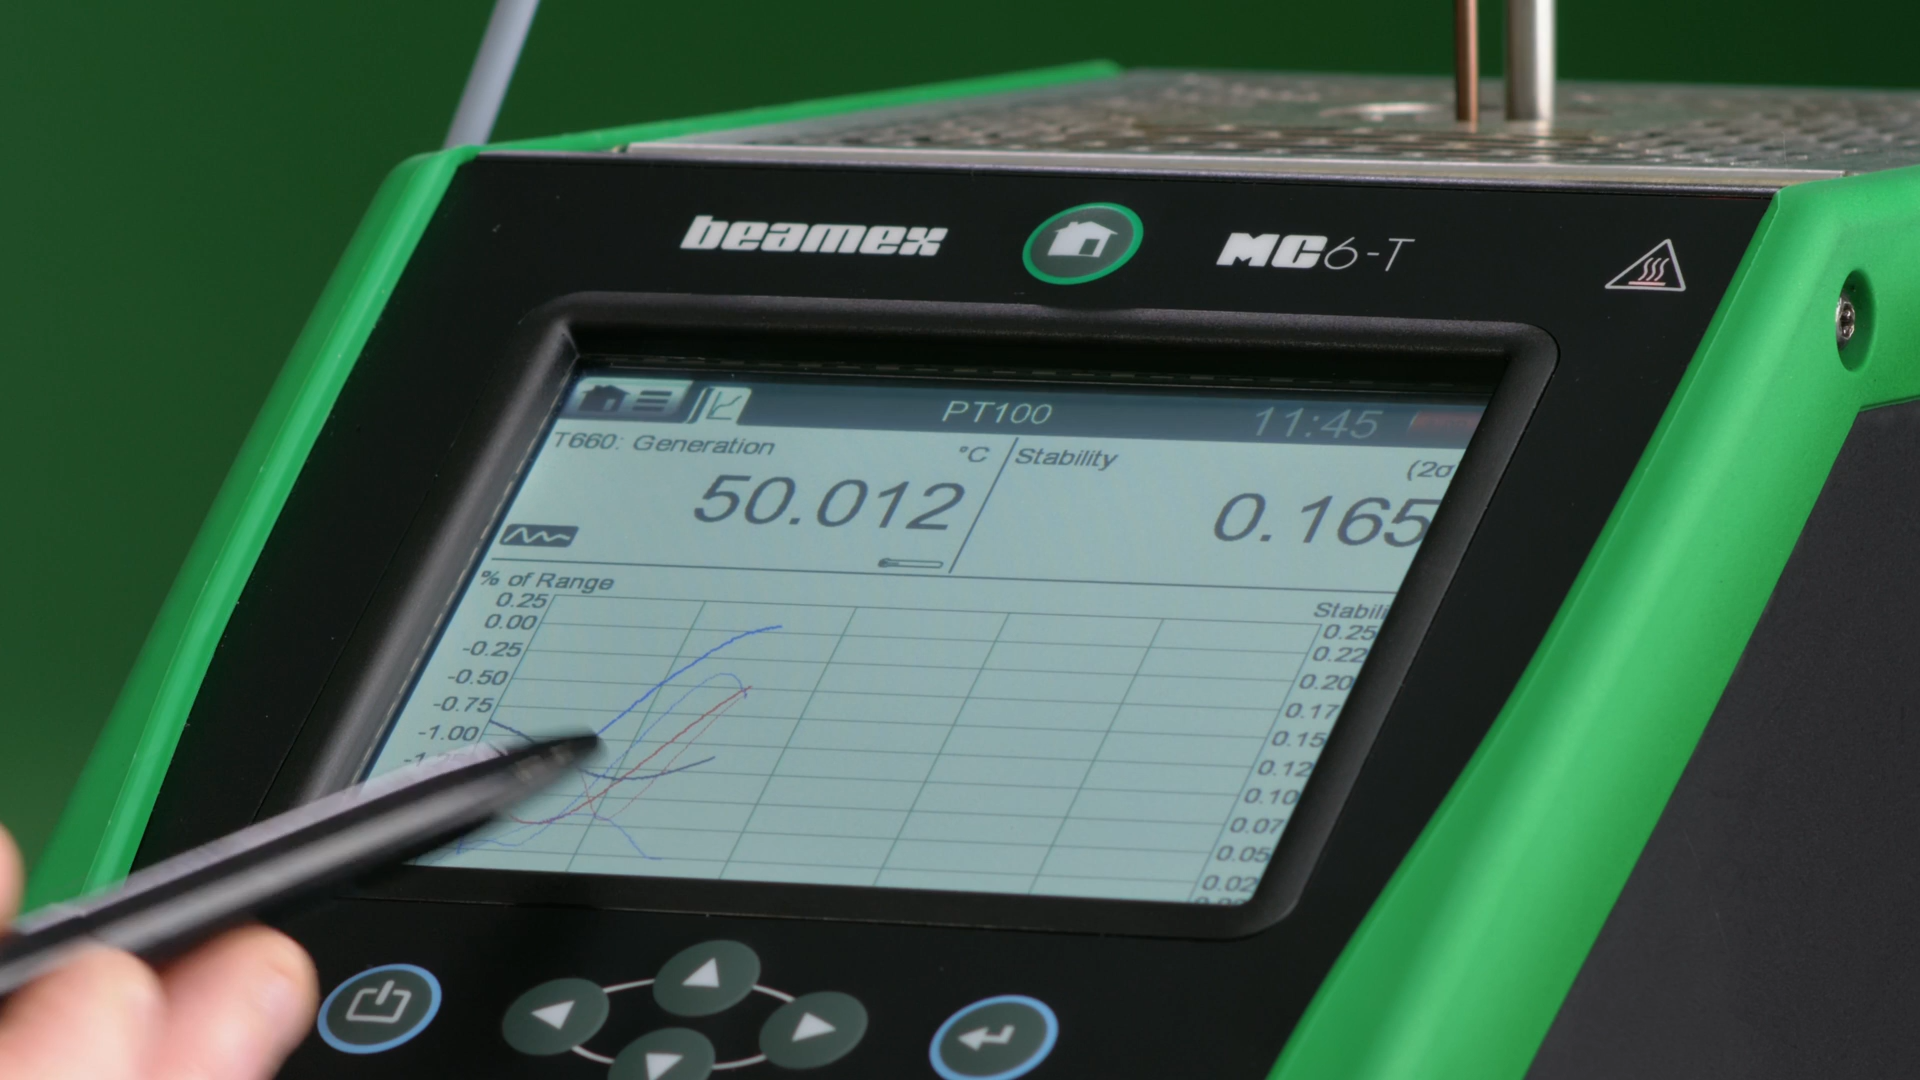 beamex MC6-T
PT100 11:45
T660: Generation °C Stability (2σ
50.012 0.165
% of Range Stabili
0.25 0.25
0.00 0.22
-0.25 0.20
-0.50 0.17
-0.75 0.15
-1.00 0.12
0.10
0.07
0.05
0.02